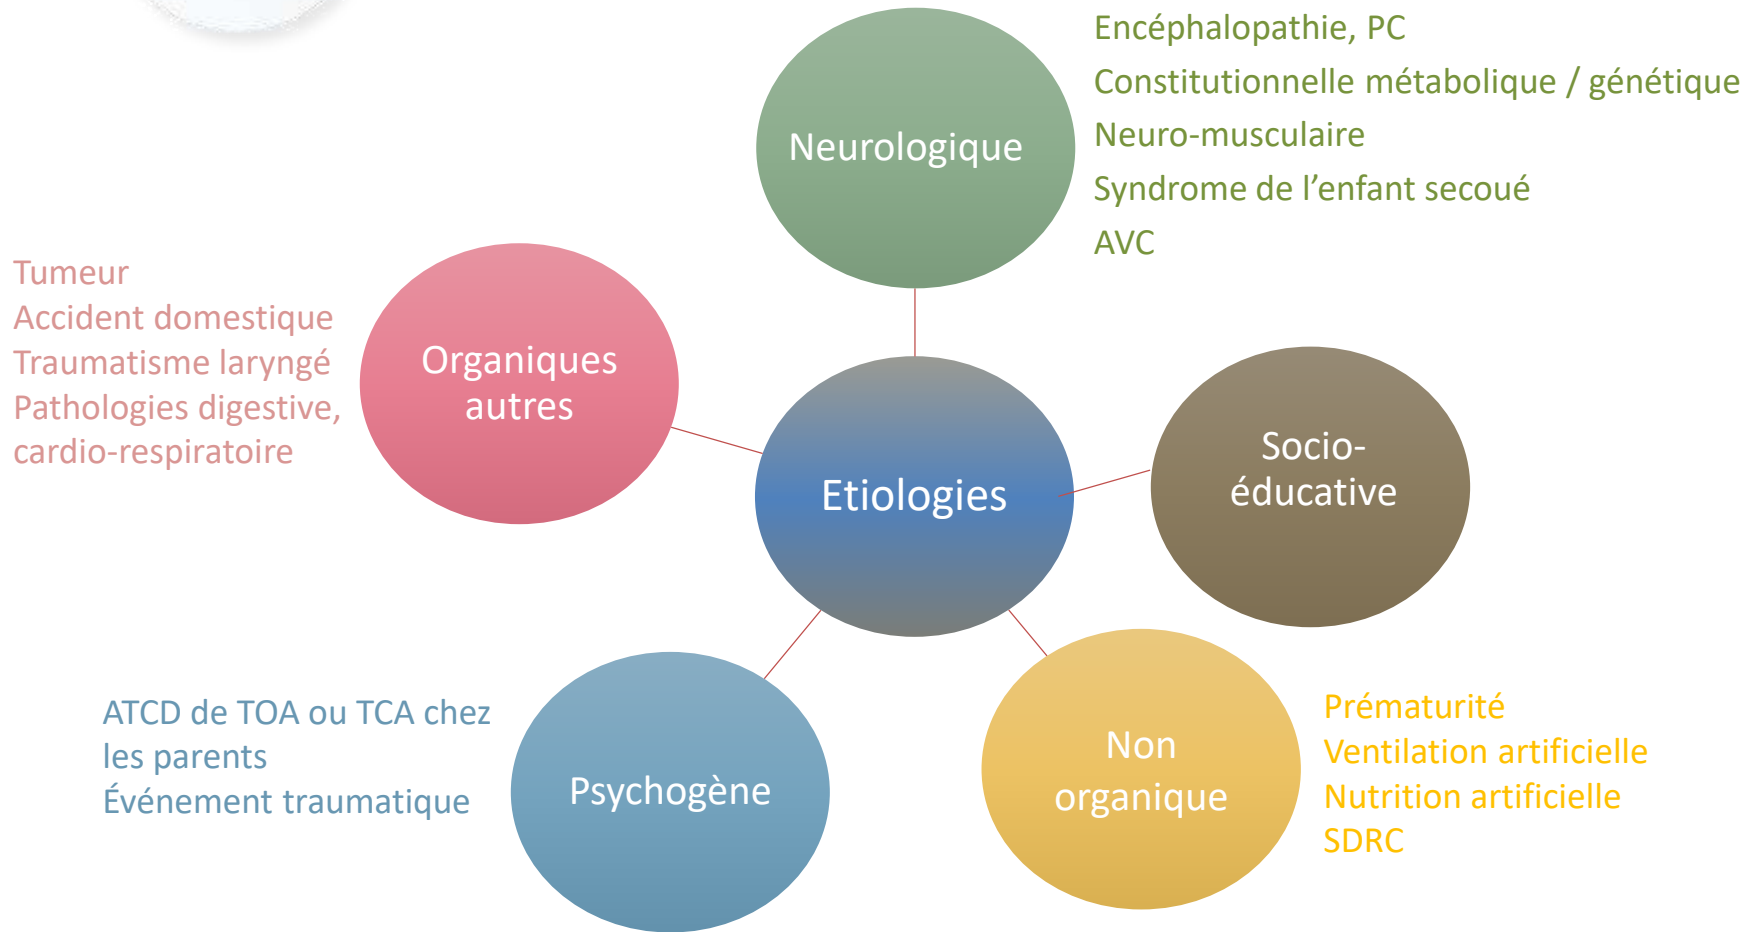 Encéphalopathie, PC
Constitutionnelle métabolique / génétique
Neuro-musculaire
Syndrome de l’enfant secoué
AVC
Neurologique
Tumeur
Accident domestique
Traumatisme laryngé
Pathologies digestive,
cardio-respiratoire
Organiques
autres
Etiologies
Socio-
éducative
ATCD de TOA ou TCA chez
les parents
Événement traumatique
Psychogène
Non
organique
Prématurité
Ventilation artificielle
Nutrition artificielle
SDRC